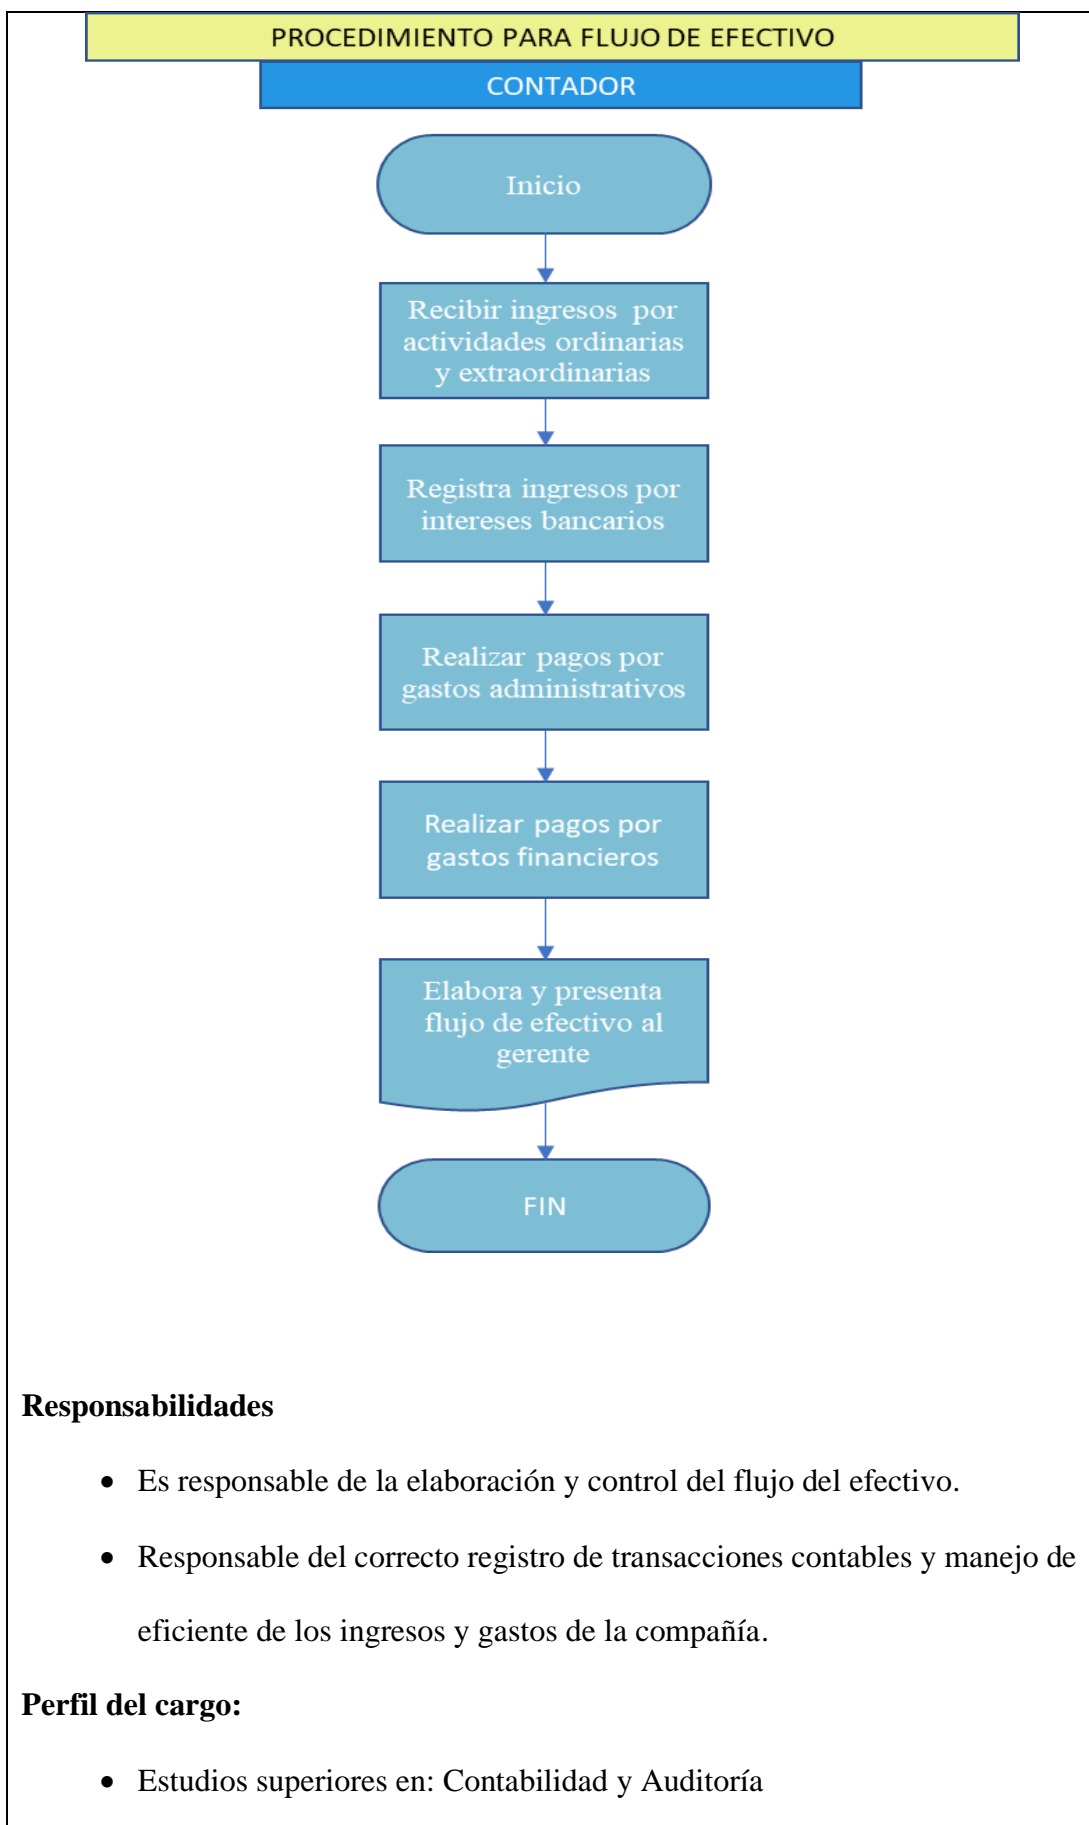 PROCEDIMIENTO PARA FLUJO DE EFECTIVO
CONTADOR
Inicio
Recibir ingresos por
actividades ordinarias
y extraordinarias
Registra ingresos por
intereses bancarios
Realizar pagos por
gastos administrativos
Realizar pagos por
gastos financieros
Elabora y presenta
flujo de efectivo al
gerente
FIN
Responsabilidades
• Es responsable de la elaboración y control del flujo del efectivo.
• Responsable del correcto registro de transacciones contables y manejo de
eficiente de los ingresos y gastos de la compañía.
Perfil del cargo:
• Estudios superiores en: Contabilidad y Auditoría